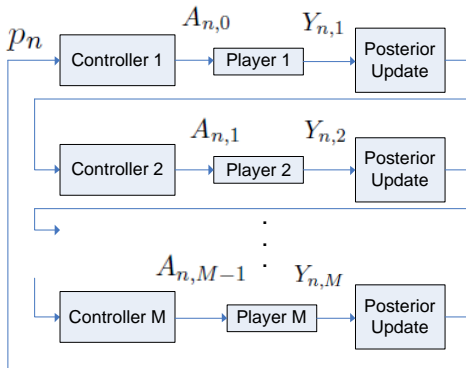 p_n
Controller 1
A_{n,0}
Player 1
Y_{n,1}
Posterior
Update
Controller 2
A_{n,1}
Player 2
Y_{n,2}
Posterior
Update
Controller M
A_{n,M-1}
Player M
Y_{n,M}
Posterior
Update